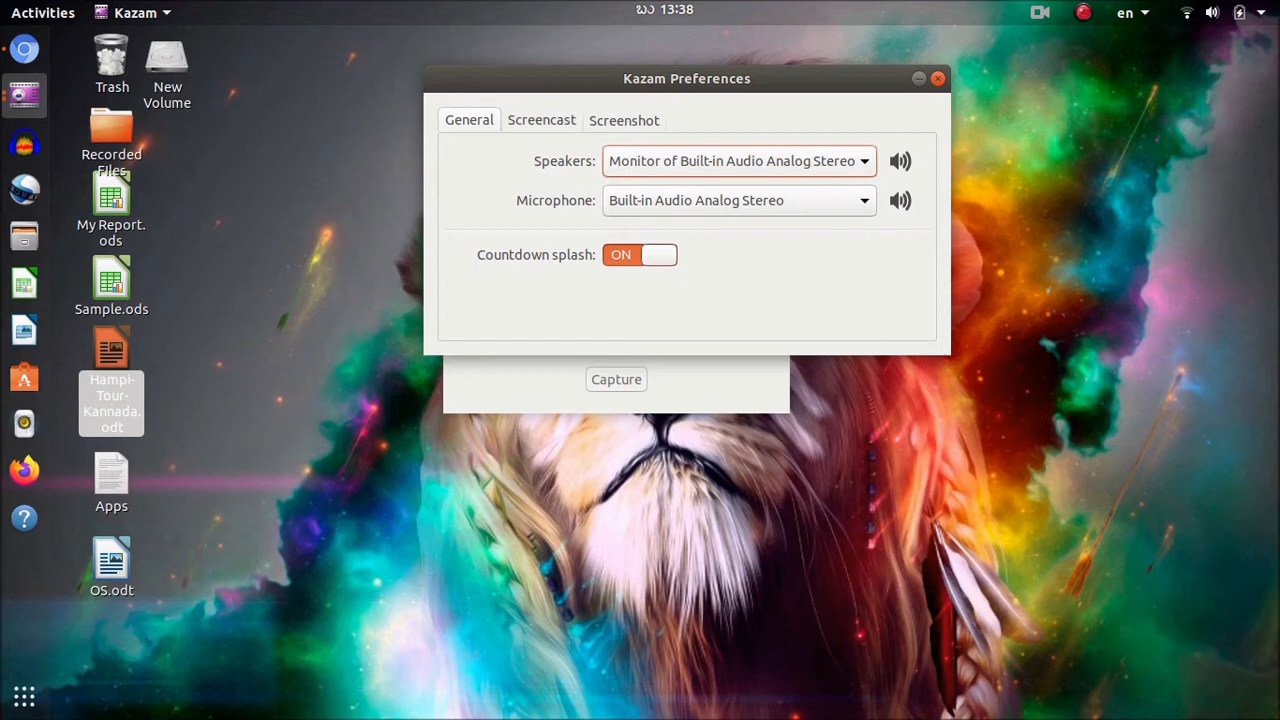 Activities
Kazam
ಬು 13:38
en
Trash
New
Volume
Recorded
Files
My Report.
ods
Sample.ods
Hampi-
Tour-
Kannada.
odt
Apps
OS.odt
Kazam Preferences
General
Screencast
Screenshot
Speakers: Monitor of Built-in Audio Analog Stereo
Microphone: Built-in Audio Analog Stereo
Countdown splash: ON
Capture